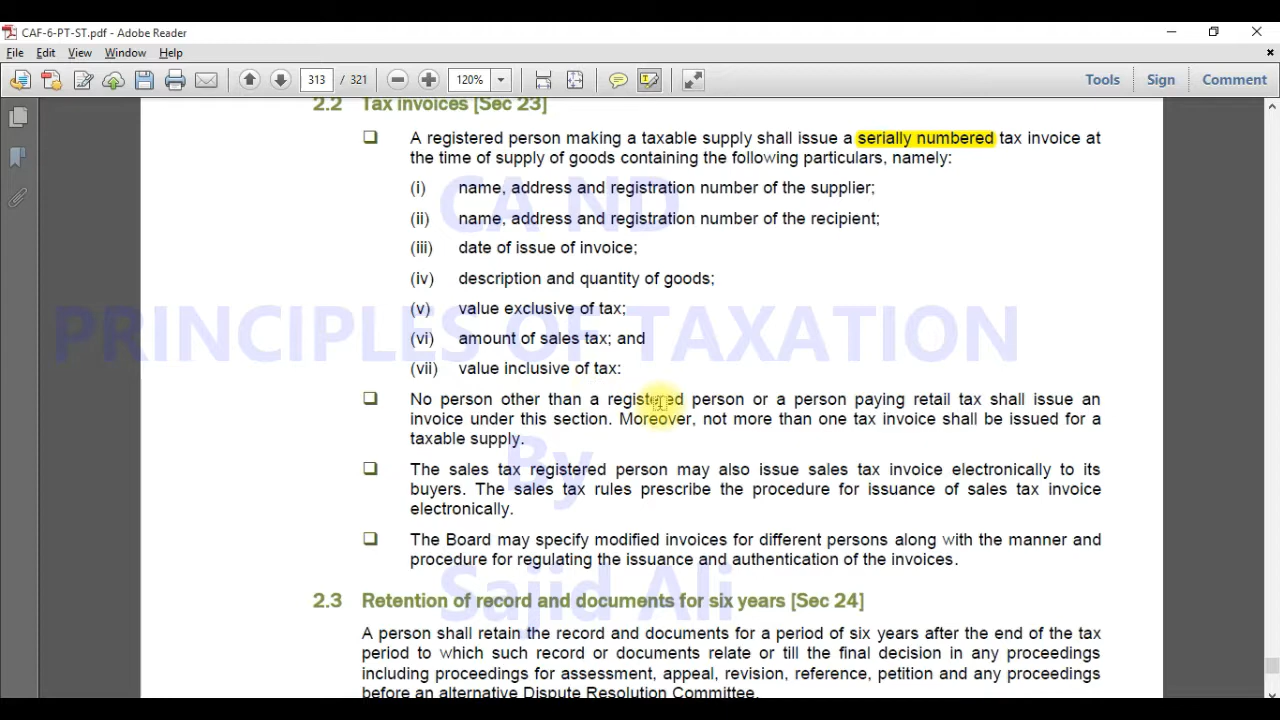 CAF-6-PT-ST.pdf - Adobe Reader
File Edit View Window Help
313 / 321 120% Tools Sign Comment
2.2 Tax invoices [Sec 23]
❑ A registered person making a taxable supply shall issue a serially numbered tax invoice at
the time of supply of goods containing the following particulars, namely:
(i) name, address and registration number of the supplier;
(ii) name, address and registration number of the recipient;
(iii) date of issue of invoice;
(iv) description and quantity of goods;
(v) value exclusive of tax;
(vi) amount of sales tax; and
(vii) value inclusive of tax:
❑ No person other than a registered person or a person paying retail tax shall issue an
invoice under this section. Moreover, not more than one tax invoice shall be issued for a
taxable supply.
❑ The sales tax registered person may also issue sales tax invoice electronically to its
buyers. The sales tax rules prescribe the procedure for issuance of sales tax invoice
electronically.
❑ The Board may specify modified invoices for different persons along with the manner and
procedure for regulating the issuance and authentication of the invoices.
2.3 Retention of record and documents for six years [Sec 24]
A person shall retain the record and documents for a period of six years after the end of the tax
period to which such record or documents relate or till the final decision in any proceedings
including proceedings for assessment, appeal, revision, reference, petition and any proceedings
before an alternative Dispute Resolution Committee.
CA ND
PRINCIPLES OF TAXATION
By
Sajid Ali